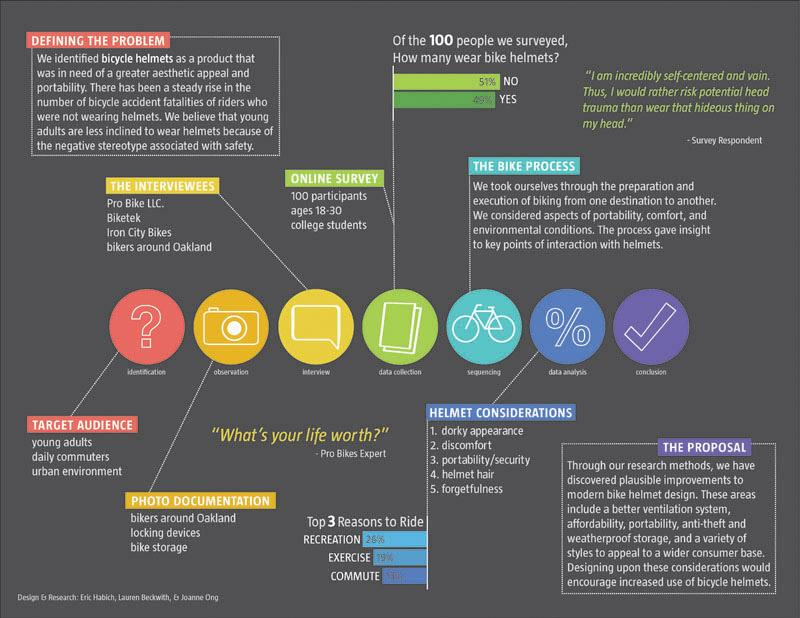 DEFINING THE PROBLEM
We identified bicycle helmets as a product that
was in need of a greater aesthetic appeal and
portability. There has been a steady rise in the
number of bicycle accident fatalities of riders who
were not wearing helmets. We believe that young
adults are less inclined to wear helmets because of
the negative stereotype associated with safety.
Of the 100 people we surveyed,
How many wear bike helmets?
51% NO
49% YES
"I am incredibly self-centered and vain.
Thus, I would rather risk potential head
trauma than wear that hideous thing on
my head."
- Survey Respondent
THE INTERVIEWEES
Pro Bike LLC.
Biketek
Iron City Bikes
bikers around Oakland
ONLINE SURVEY
100 participants
ages 18-30
college students
THE BIKE PROCESS
We took ourselves through the preparation and
execution of biking from one destination to another.
We considered aspects of portability, comfort, and
environmental conditions. The process gave insight
to key points of interaction with helmets.
?
%
identification
observation
interview
data collection
sequencing
data analysis
conclusion
TARGET AUDIENCE
young adults
daily commuters
urban environment
"What's your life worth?"
- Pro Bikes Expert
PHOTO DOCUMENTATION
bikers around Oakland
locking devices
bike storage
HELMET CONSIDERATIONS
1. dorky appearance
2. discomfort
3. portability/security
4. helmet hair
5. forgetfulness
Top 3 Reasons to Ride
RECREATION 26%
EXERCISE 19%
COMMUTE
THE PROPOSAL
Through our research methods, we have
discovered plausible improvements to
modern bike helmet design. These areas
include a better ventilation system,
affordability, portability, anti-theft and
weatherproof storage, and a variety of
styles to appeal to a wider consumer base.
Designing upon these considerations would
encourage increased use of bicycle helmets.
Design & Research: Eric Habich, Lauren Beckwith, & Joanne Ong